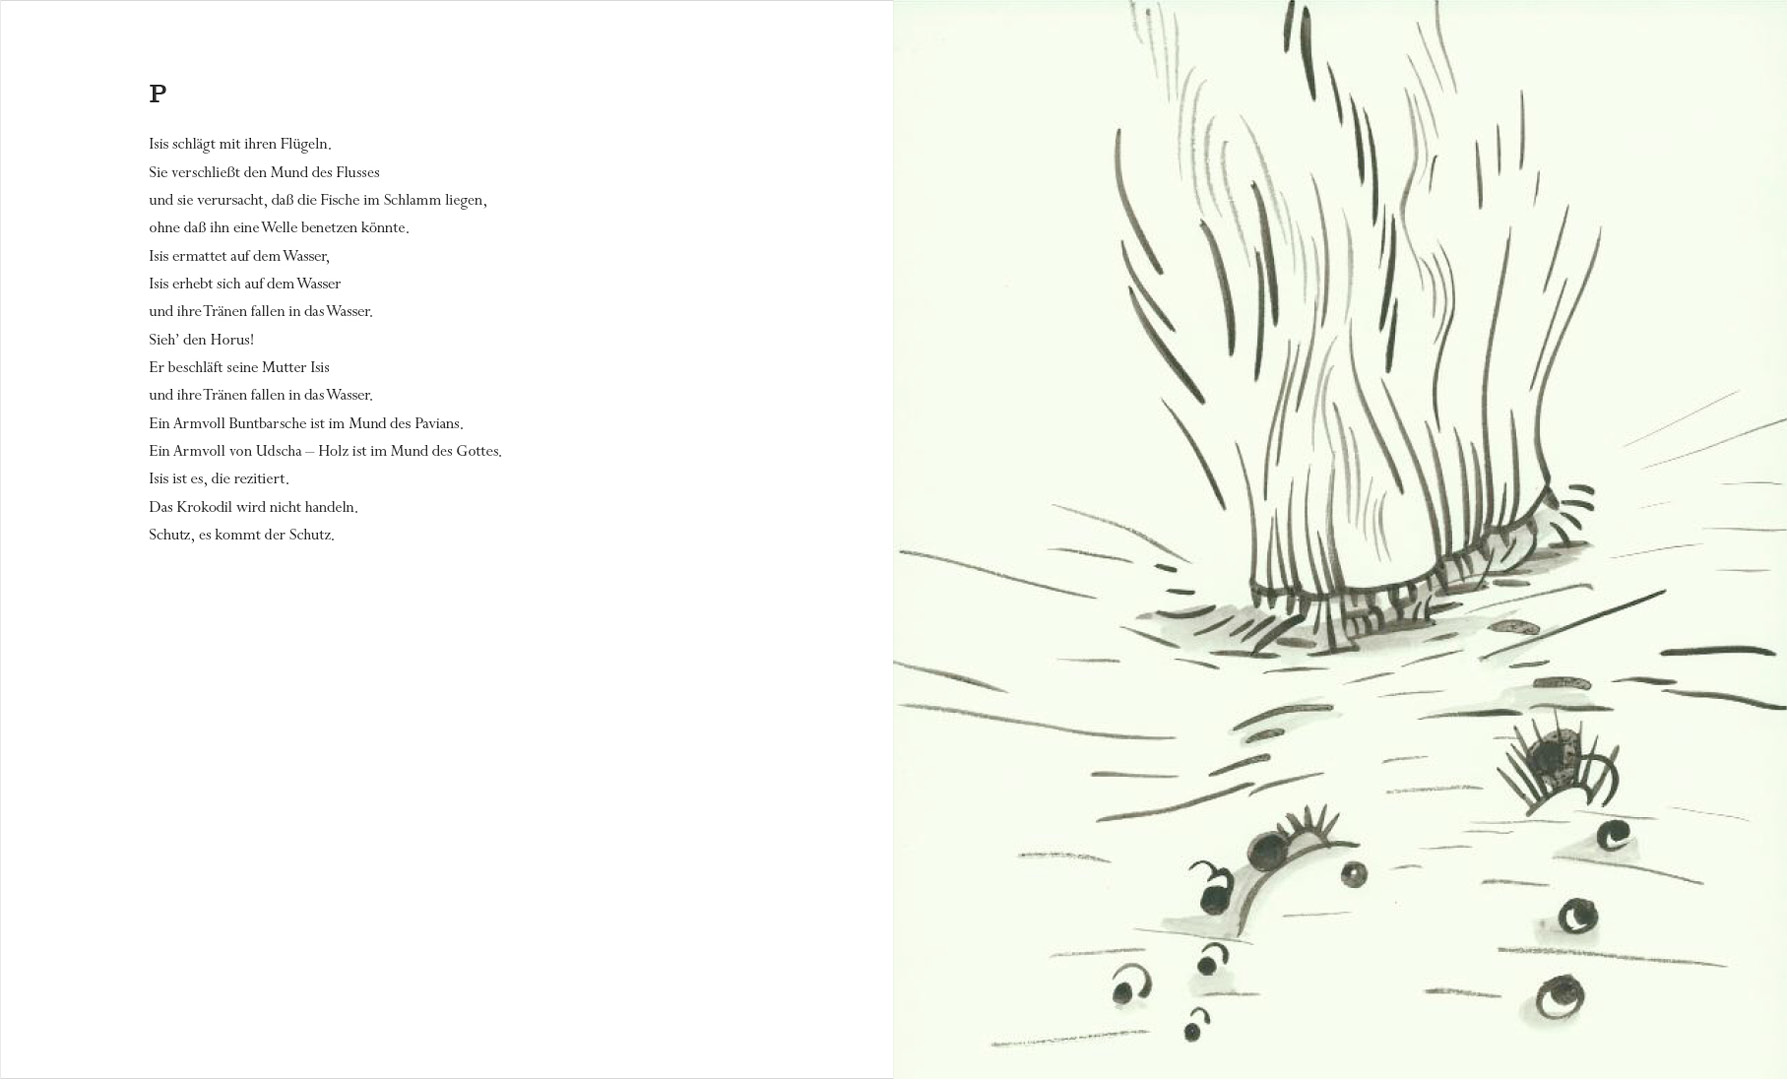 P
Isis schlägt mit ihren Flügeln.
Sie verschließt den Mund des Flusses
und sie verursacht, daß die Fische im Schlamm liegen,
ohne daß ihn eine Welle benetzen könnte.
Isis ermattet auf dem Wasser,
Isis erhebt sich auf dem Wasser
und ihre Tränen fallen in das Wasser.
Sieh’ den Horus!
Er beschläft seine Mutter Isis
und ihre Tränen fallen in das Wasser.
Ein Armvoll Buntbarsche ist im Mund des Pavians.
Ein Armvoll von Udscha – Holz ist im Mund des Gottes.
Isis ist es, die rezitiert.
Das Krokodil wird nicht handeln.
Schutz, es kommt der Schutz.